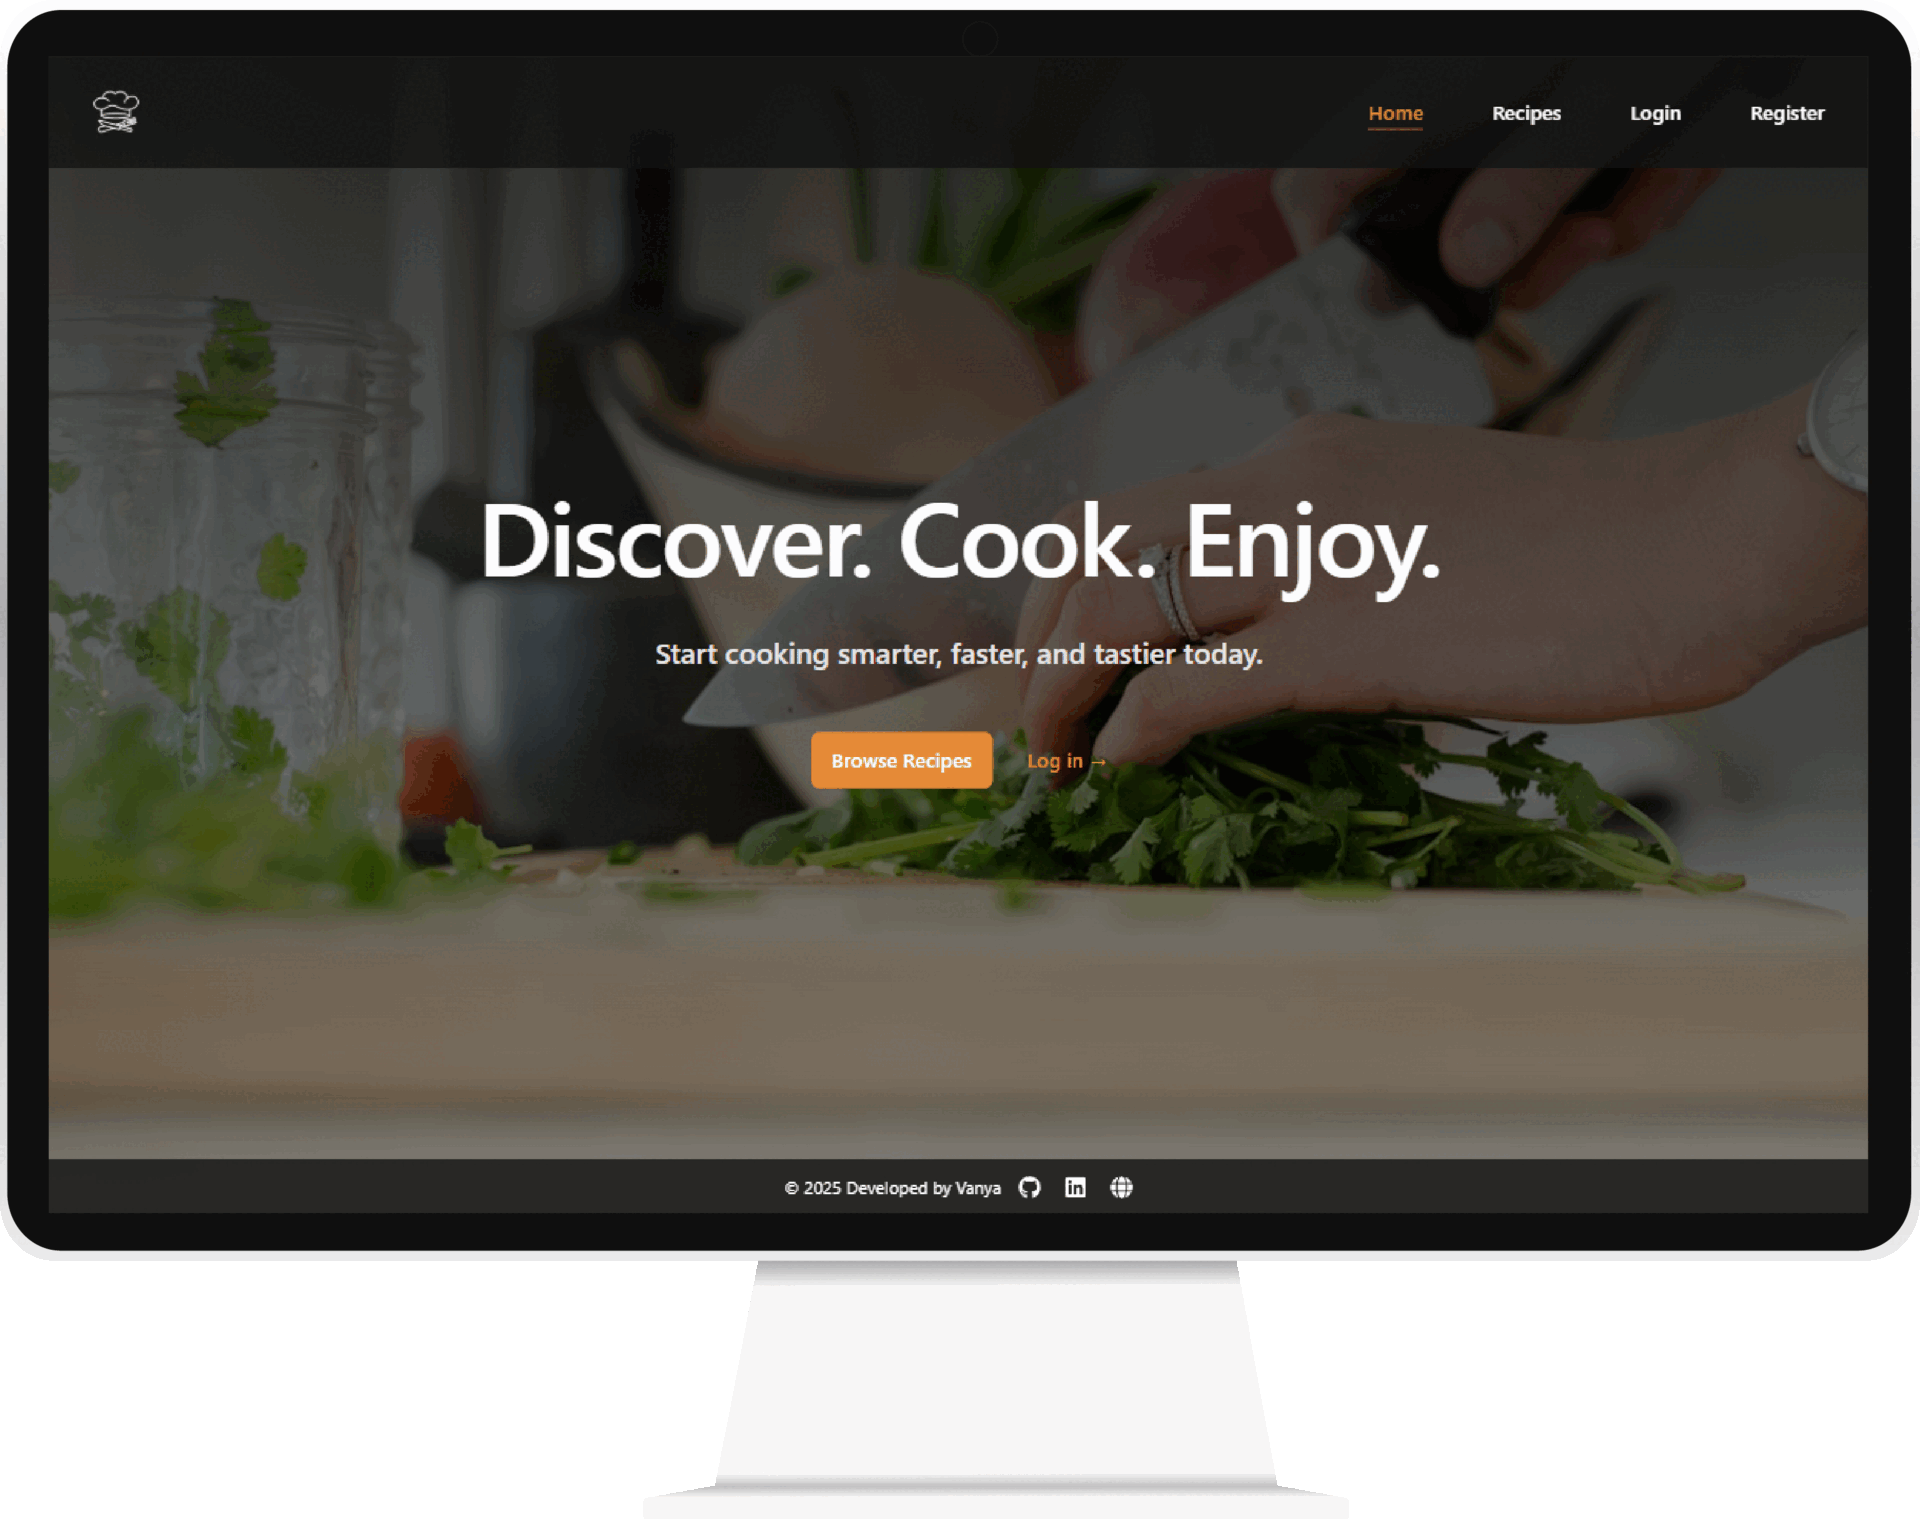 Home Recipes Login Register
Discover. Cook. Enjoy.
Start cooking smarter, faster, and tastier today.
Browse Recipes Log in →
© 2025 Developed by Vanya